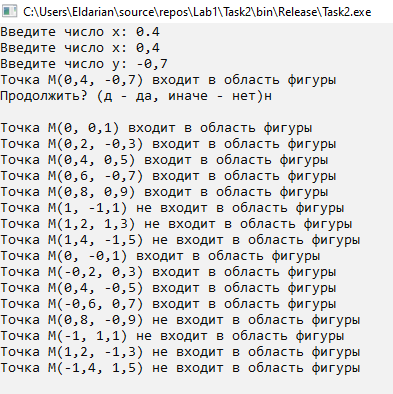 C:\Users\Eldarian\source\repos\Lab1\Task2\bin\Release\Task2.exe
Введите число x: 0.4
Введите число x: 0,4
Введите число y: -0,7
Точка M(0,4, -0,7) входит в область фигуры
Продолжить? (д - да, иначе - нет)н
Точка M(0, 0,1) входит в область фигуры
Точка M(0,2, -0,3) входит в область фигуры
Точка M(0,4, 0,5) входит в область фигуры
Точка M(0,6, -0,7) входит в область фигуры
Точка M(0,8, 0,9) входит в область фигуры
Точка M(1, -1,1) не входит в область фигуры
Точка M(1,2, 1,3) не входит в область фигуры
Точка M(1,4, -1,5) не входит в область фигуры
Точка M(0, -0,1) входит в область фигуры
Точка M(-0,2, 0,3) входит в область фигуры
Точка M(0,4, -0,5) входит в область фигуры
Точка M(-0,6, 0,7) входит в область фигуры
Точка M(0,8, -0,9) не входит в область фигуры
Точка M(-1, 1,1) не входит в область фигуры
Точка M(1,2, -1,3) не входит в область фигуры
Точка M(-1,4, 1,5) не входит в область фигуры